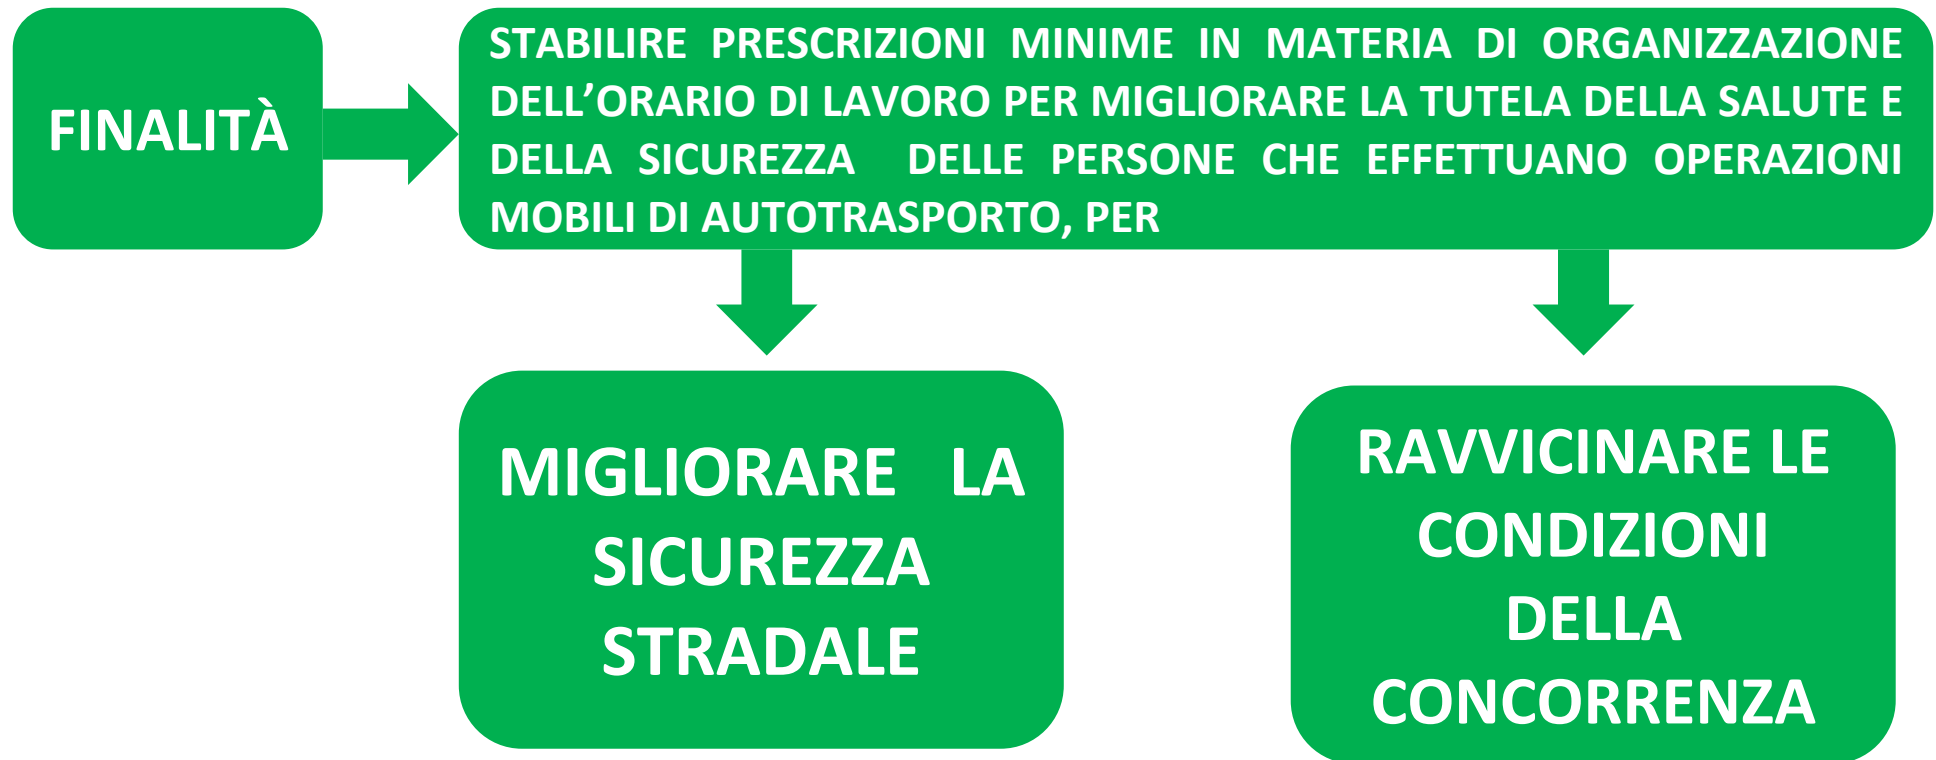 FINALITÀ
STABILIRE PRESCRIZIONI MINIME IN MATERIA DI ORGANIZZAZIONE
DELL’ORARIO DI LAVORO PER MIGLIORARE LA TUTELA DELLA SALUTE E
DELLA SICUREZZA DELLE PERSONE CHE EFFETTUANO OPERAZIONI
MOBILI DI AUTOTRASPORTO, PER
MIGLIORARE LA
SICUREZZA
STRADALE
RAVVICINARE LE
CONDIZIONI
DELLA
CONCORRENZA